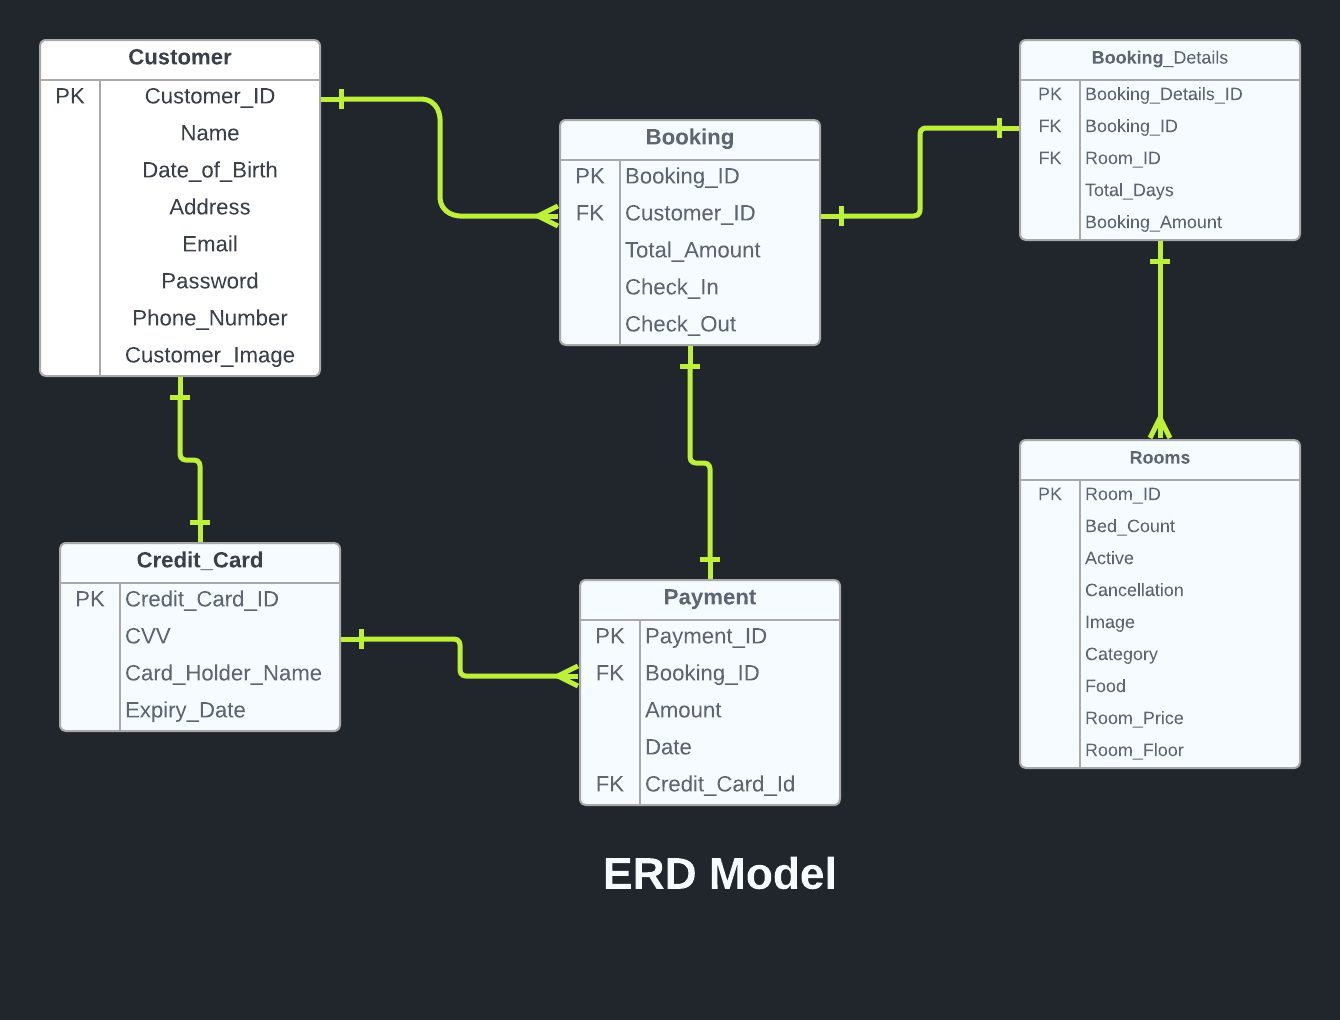 Customer
PK Customer_ID
Name
Date_of_Birth
Address
Email
Password
Phone_Number
Customer_Image
Booking
PK Booking_ID
FK Customer_ID
Total_Amount
Check_In
Check_Out
Booking_Details
PK Booking_Details_ID
FK Booking_ID
FK Room_ID
Total_Days
Booking_Amount
Credit_Card
PK Credit_Card_ID
CVV
Card_Holder_Name
Expiry_Date
Payment
PK Payment_ID
FK Booking_ID
Amount
Date
FK Credit_Card_Id
Rooms
PK Room_ID
Bed_Count
Active
Cancellation
Image
Category
Food
Room_Price
Room_Floor
ERD Model